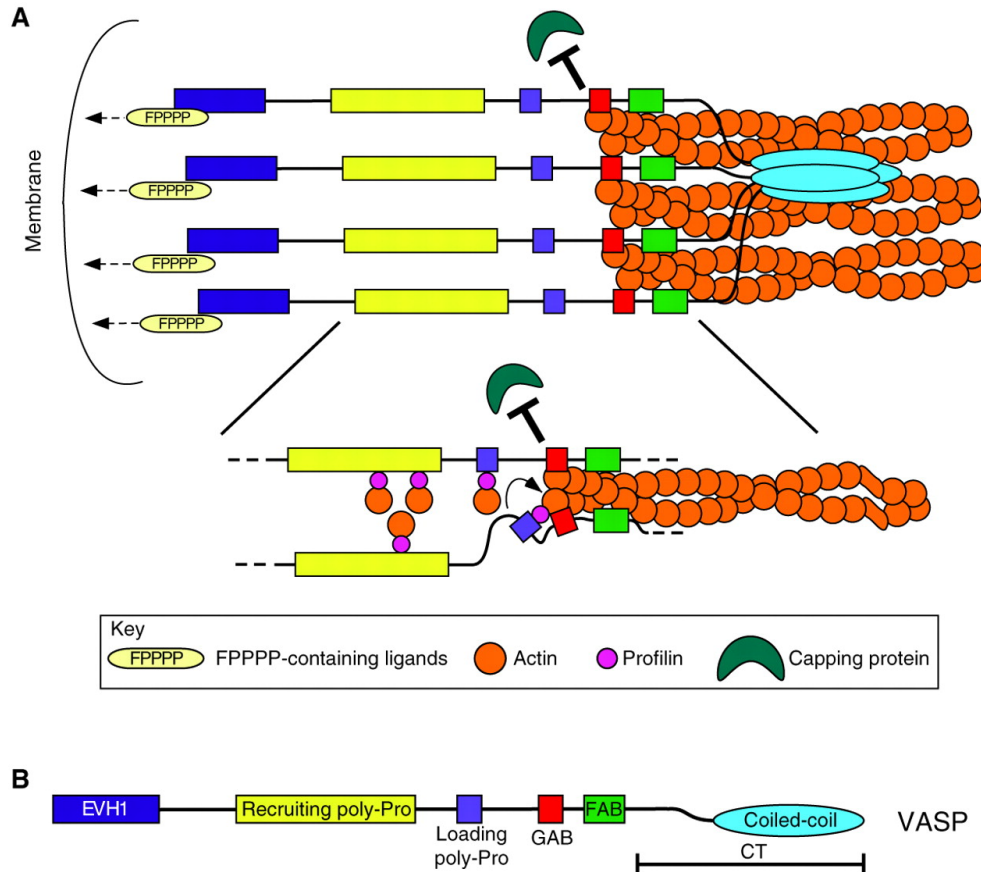 A
Membrane
FPPPP
FPPPP
FPPPP
FPPPP
Key
FPPPP FPPPP-containing ligands Actin Profilin Capping protein
B
EVH1 Recruiting poly-Pro Loading poly-Pro GAB FAB Coiled-coil CT VASP